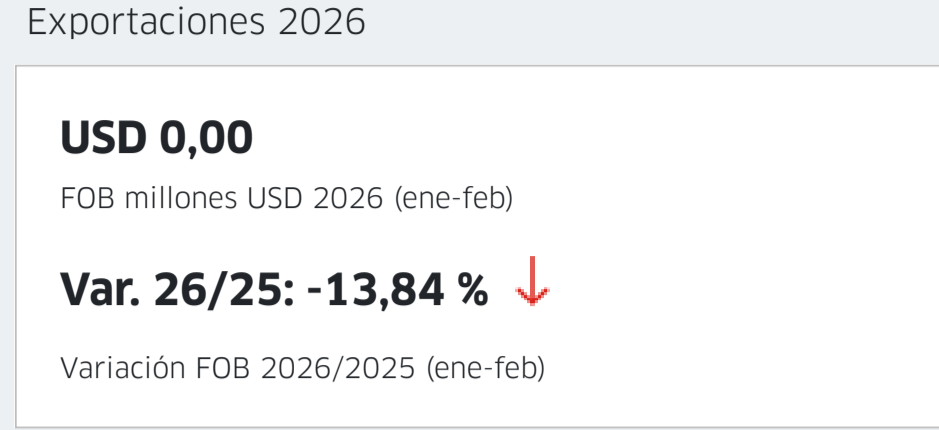 Exportaciones 2026
USD 0,00
FOB millones USD 2026 (ene-feb)
Var. 26/25: -13,84 %
Variación FOB 2026/2025 (ene-feb)